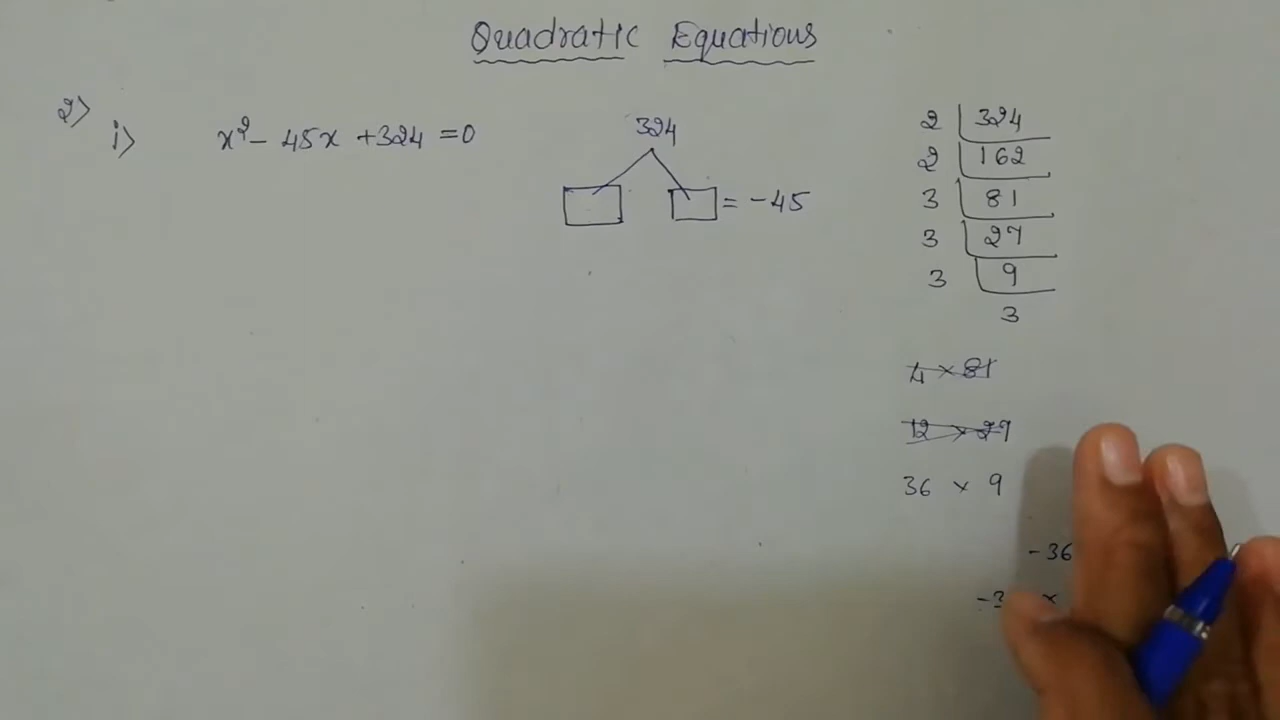 Quadratic Equations
2) i) x² - 45x + 324 = 0
324
= -45
2 324
2 162
3 81
3 27
3 9
3
4 × 81
12 × 27
36 × 9
-36
-3 ×